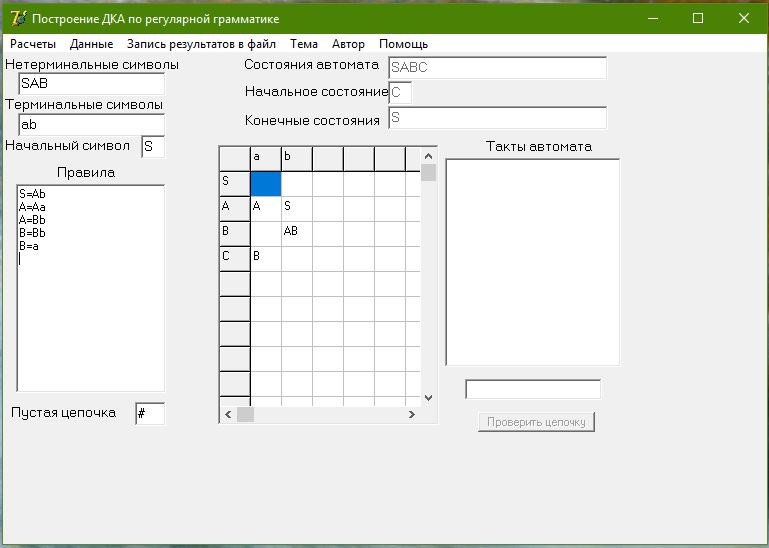 Построение ДКА по регулярной грамматике
Расчеты Данные Запись результатов в файл Тема Автор Помощь
Нетерминальные символы
SAB
Терминальные символы
ab
Начальный символ S
Правила
S=Ab
A=Aa
A=Bb
B=Bb
B=a
Пустая цепочка #
Состояния автомата SABC
Начальное состояние C
Конечные состояния S
a b
S
A A S
B AB
C B
Такты автомата
Проверить цепочку